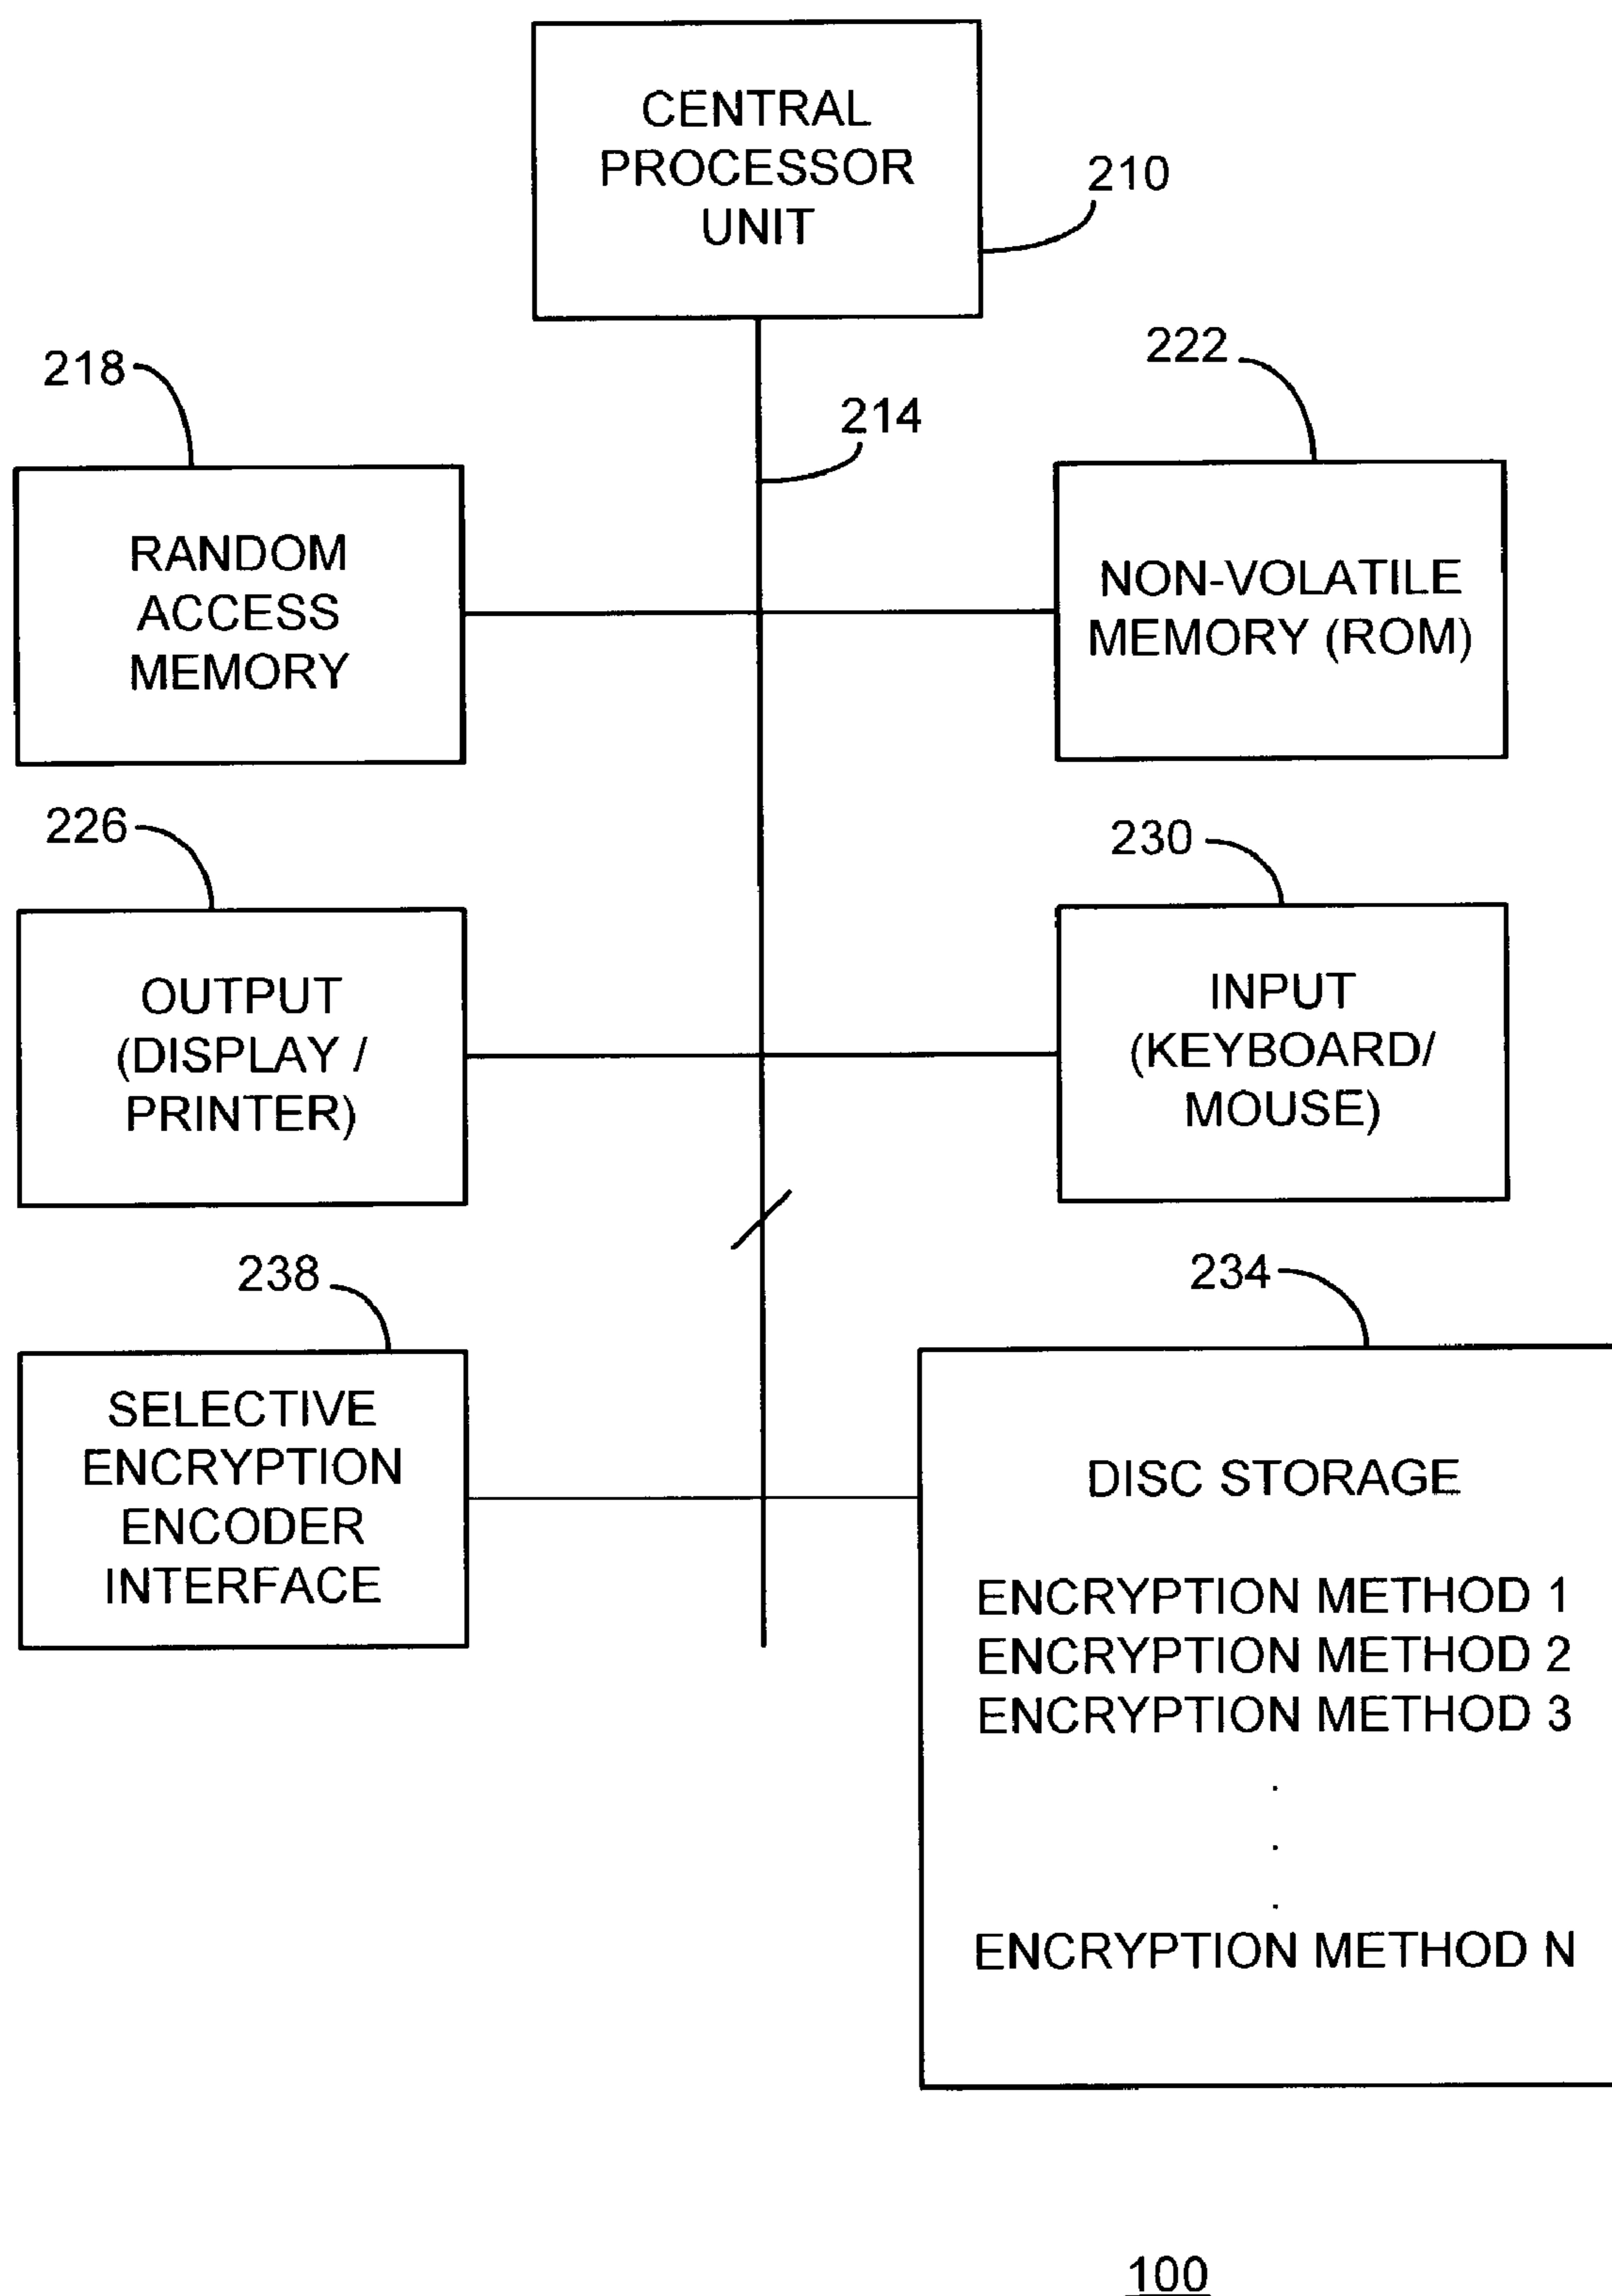 CENTRAL
PROCESSOR
UNIT
210
218
222
214
RANDOM
ACCESS
MEMORY
NON-VOLATILE
MEMORY (ROM)
226
230
OUTPUT
(DISPLAY /
PRINTER)
INPUT
(KEYBOARD/
MOUSE)
238
234
SELECTIVE
ENCRYPTION
ENCODER
INTERFACE
DISC STORAGE
ENCRYPTION METHOD 1
ENCRYPTION METHOD 2
ENCRYPTION METHOD 3
.
.
.
ENCRYPTION METHOD N
100